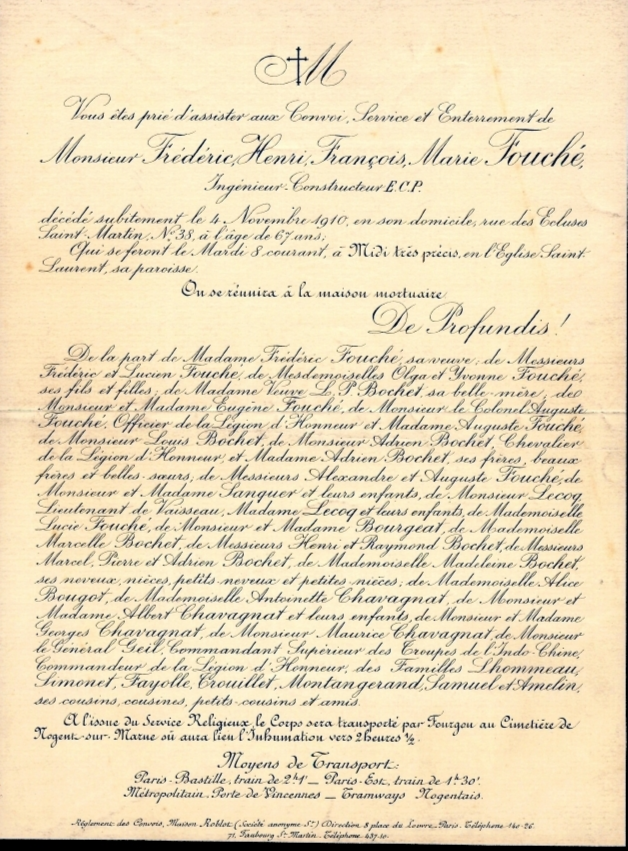 M
Vous êtes prié d'assister aux Convoi, Service et Enterrement de
Monsieur Frédéric, Henri, François, Marie Fouché,
Ingénieur-Constructeur E.C.P.
décédé subitement le 4 Novembre 1910, en son domicile, rue des Ecluses
Saint-Martin, N° 38, à l'âge de 67 ans;
Qui se feront le Mardi 8 courant, à Midi très précis, en l'Eglise Saint-
Laurent, sa paroisse.
On se réunira à la maison mortuaire
De Profundis!
De la part de Madame Frédéric Fouché, sa veuve; de Messieurs
Frédéric et Lucien Fouché, de Mesdemoiselles Olga et Yvonne Fouché,
ses fils et filles; de Madame Veuve L. P. Bochet, sa belle-mère, de
Monsieur et Madame Eugène Fouché, de Monsieur le Colonel Auguste
Fouché, Officier de la Légion d'Honneur et Madame Auguste Fouché,
de Monsieur Louis Bochet, de Monsieur Adrien Bochet, Chevalier
de la Légion d'Honneur, et Madame Adrien Bochet, ses frères, beaux-
frères et belles-sœurs; de Messieurs Alexandre et Auguste Fouché, de
Monsieur et Madame Sanquer et leurs enfants, de Monsieur Lecoq,
Lieutenant de Vaisseau, Madame Lecoq et leurs enfants, de Mademoiselle
Lucie Fouché, de Monsieur et Madame Bourgeat, de Mademoiselle
Marcelle Bochet, de Messieurs Henri et Raymond Bochet, de Messieurs
Marcel, Pierre et Adrien Bochet, de Mademoiselle Madeleine Bochet,
ses neveux, nièces, petits-neveux et petites-nièces; de Mademoiselle Alice
Bougot, de Mademoiselle Antoinette Chavagnat, de Monsieur et
Madame Albert Chavagnat et leurs enfants, de Monsieur et Madame
Georges Chavagnat, de Monsieur Maurice Chavagnat, de Monsieur
le Général Geil, Commandant Supérieur des Troupes de l'Indo-Chine,
Commandeur de la Légion d'Honneur, des Familles Lhommeau,
Simonet, Fayolle, Trouillet, Montangerand, Samuel et Amelin,
ses cousins, cousines, petits-cousins et amis.
A l'issue du Service Religieux, le Corps sera transporté par Fourgon au Cimetière de
Nogent-sur-Marne où aura lieu l'Inhumation vers 2 heures ½.
Moyens de Transport:
Paris-Bastille, train de 2h 1' _ Paris-Est, train de 1h 30'.
Métropolitain, Porte de Vincennes _ Tramways Nogentais.
Règlement des Convois, Maison Roblot (Société anonyme St) Direction 8 place du Louvre, Paris. Téléphone 140-26.
71, Faubourg St Martin. Téléphone 437-10.